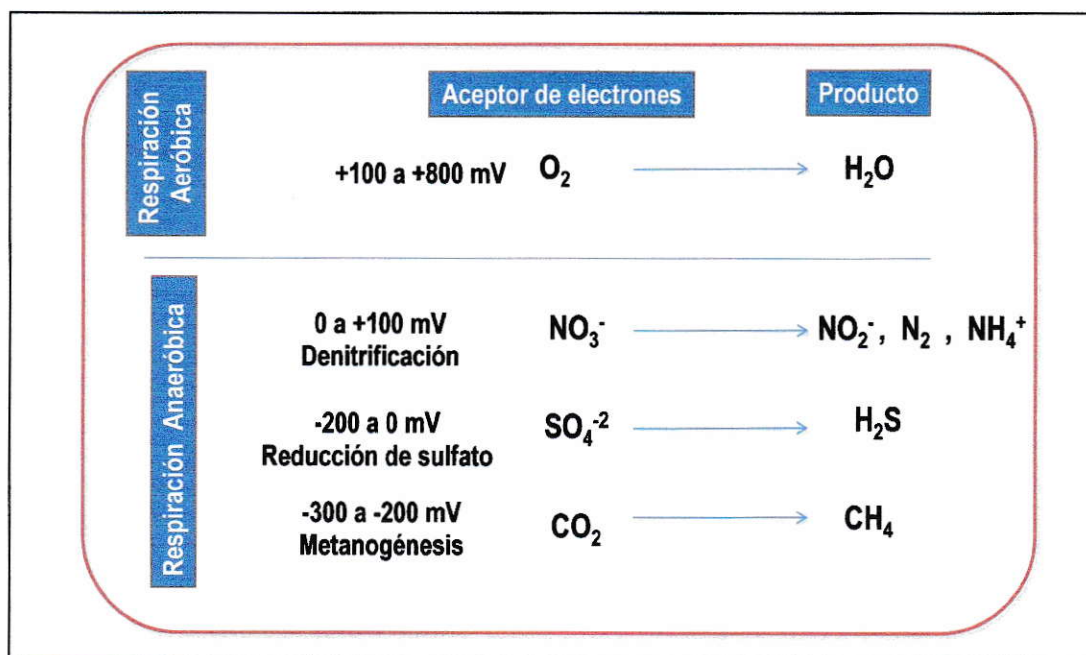 Aceptor de electrones
Producto
Respiración
Aeróbica
+100 a +800 mV
O₂
H₂O
Respiración Anaeróbica
0 a +100 mV
Denitrificación
NO₃⁻
NO₂⁻, N₂ , NH₄⁺
-200 a 0 mV
Reducción de sulfato
SO₄⁻²
H₂S
-300 a -200 mV
Metanogénesis
CO₂
CH₄